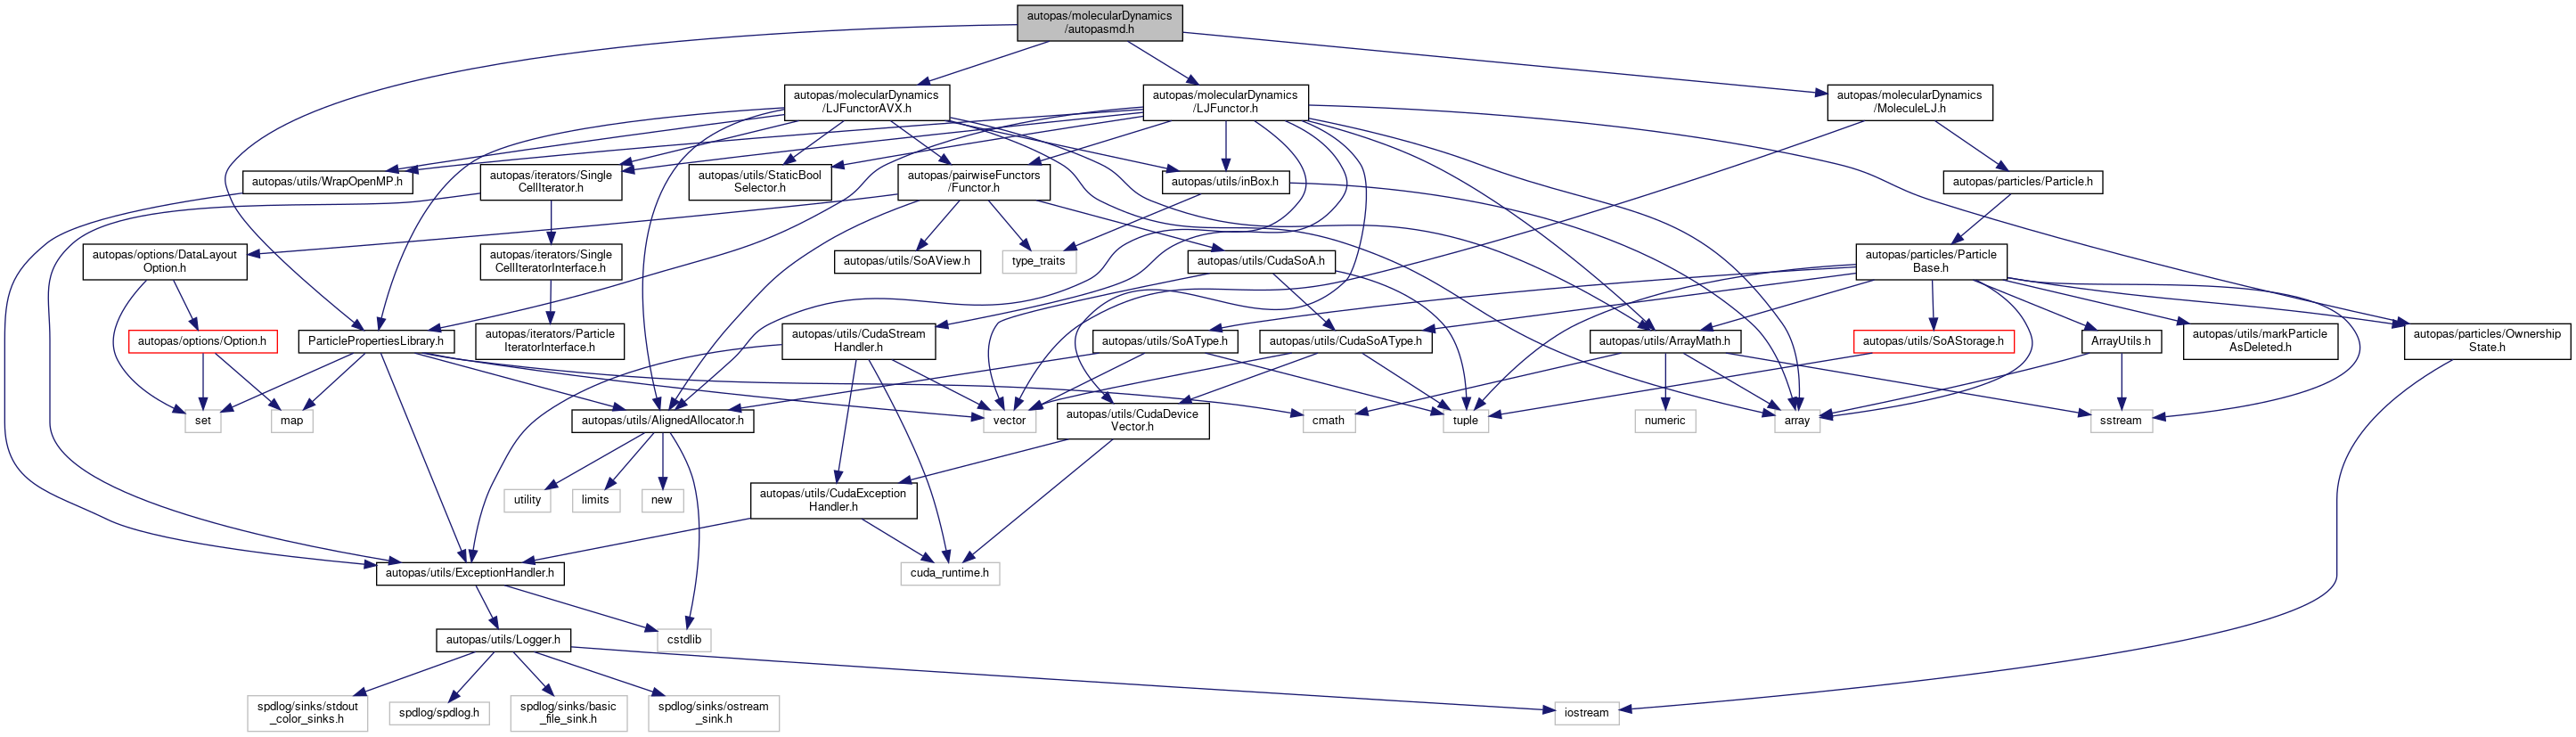 autopas/molecularDynamics
/autopasmd.h
autopas/molecularDynamics
/LJFunctorAVX.h
autopas/molecularDynamics
/LJFunctor.h
autopas/molecularDynamics
/MoleculeLJ.h
autopas/utils/WrapOpenMP.h
autopas/iterators/Single
CellIterator.h
autopas/utils/StaticBool
Selector.h
autopas/pairwiseFunctors
/Functor.h
autopas/utils/inBox.h
autopas/particles/Particle.h
autopas/options/DataLayout
Option.h
autopas/iterators/Single
CellIteratorInterface.h
autopas/utils/SoAView.h
type_traits
autopas/utils/CudaSoA.h
autopas/particles/Particle
Base.h
autopas/options/Option.h
ParticlePropertiesLibrary.h
autopas/iterators/Particle
IteratorInterface.h
autopas/utils/CudaStream
Handler.h
autopas/utils/SoAType.h
autopas/utils/CudaSoAType.h
autopas/utils/ArrayMath.h
autopas/utils/SoAStorage.h
ArrayUtils.h
autopas/utils/markParticle
AsDeleted.h
autopas/particles/Ownership
State.h
set
map
autopas/utils/AlignedAllocator.h
vector
autopas/utils/CudaDevice
Vector.h
cmath
tuple
numeric
array
sstream
utility
limits
new
autopas/utils/CudaException
Handler.h
autopas/utils/ExceptionHandler.h
cuda_runtime.h
autopas/utils/Logger.h
cstdlib
spdlog/sinks/stdout
_color_sinks.h
spdlog/spdlog.h
spdlog/sinks/basic
_file_sink.h
spdlog/sinks/ostream
_sink.h
iostream